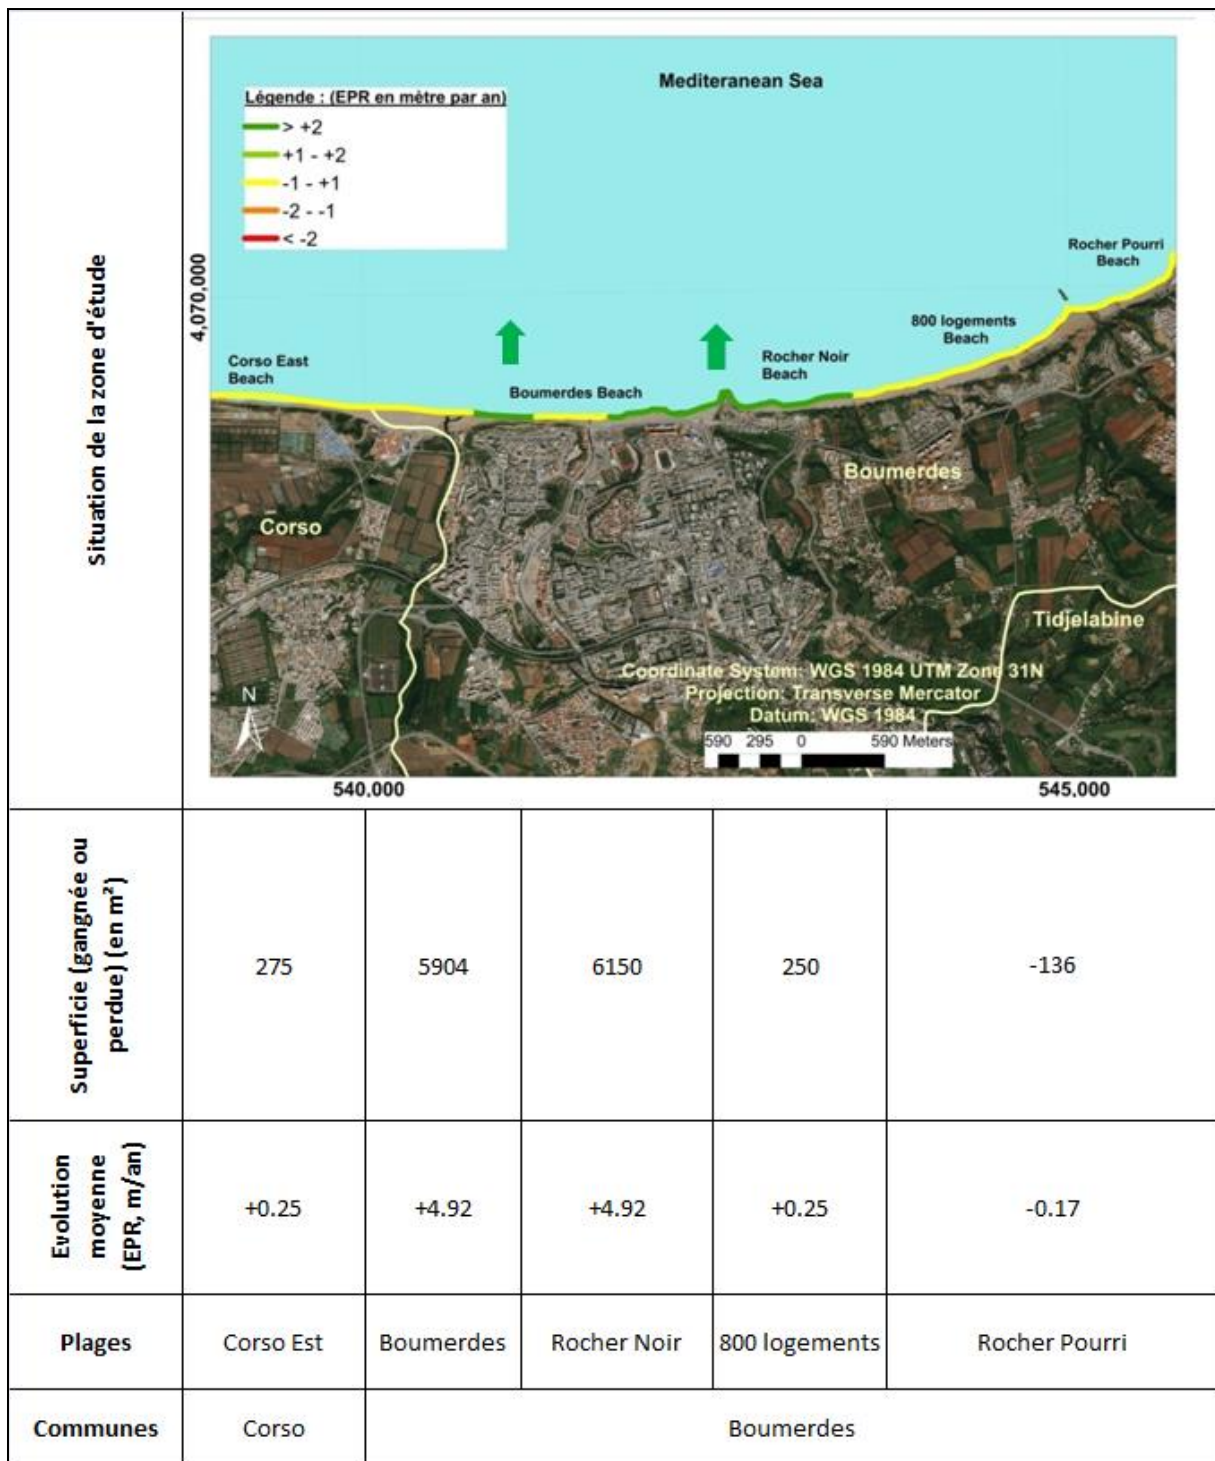 Situation de la zone d'étude
Mediteranean Sea
Légende : (EPR en mètre par an)
> +2
+1 - +2
-1 - +1
-2 - -1
< -2
4,070,000
Rocher Pourri
Beach
800 logements
Beach
Rocher Noir
Beach
Corso East
Beach
Boumerdes Beach
Boumerdes
Corso
Tidjelabine
Coordinate System: WGS 1984 UTM Zone 31N
Projection: Transverse Mercator
Datum: WGS 1984
N
590 295 0 590 Meters
540,000 545,000
Superficie (gangnée ou
perdue) (en m²)
275 5904 6150 250 -136
Evolution
moyenne
(EPR, m/an)
+0.25 +4.92 +4.92 +0.25 -0.17
Plages Corso Est Boumerdes Rocher Noir 800 logements Rocher Pourri
Communes Corso Boumerdes